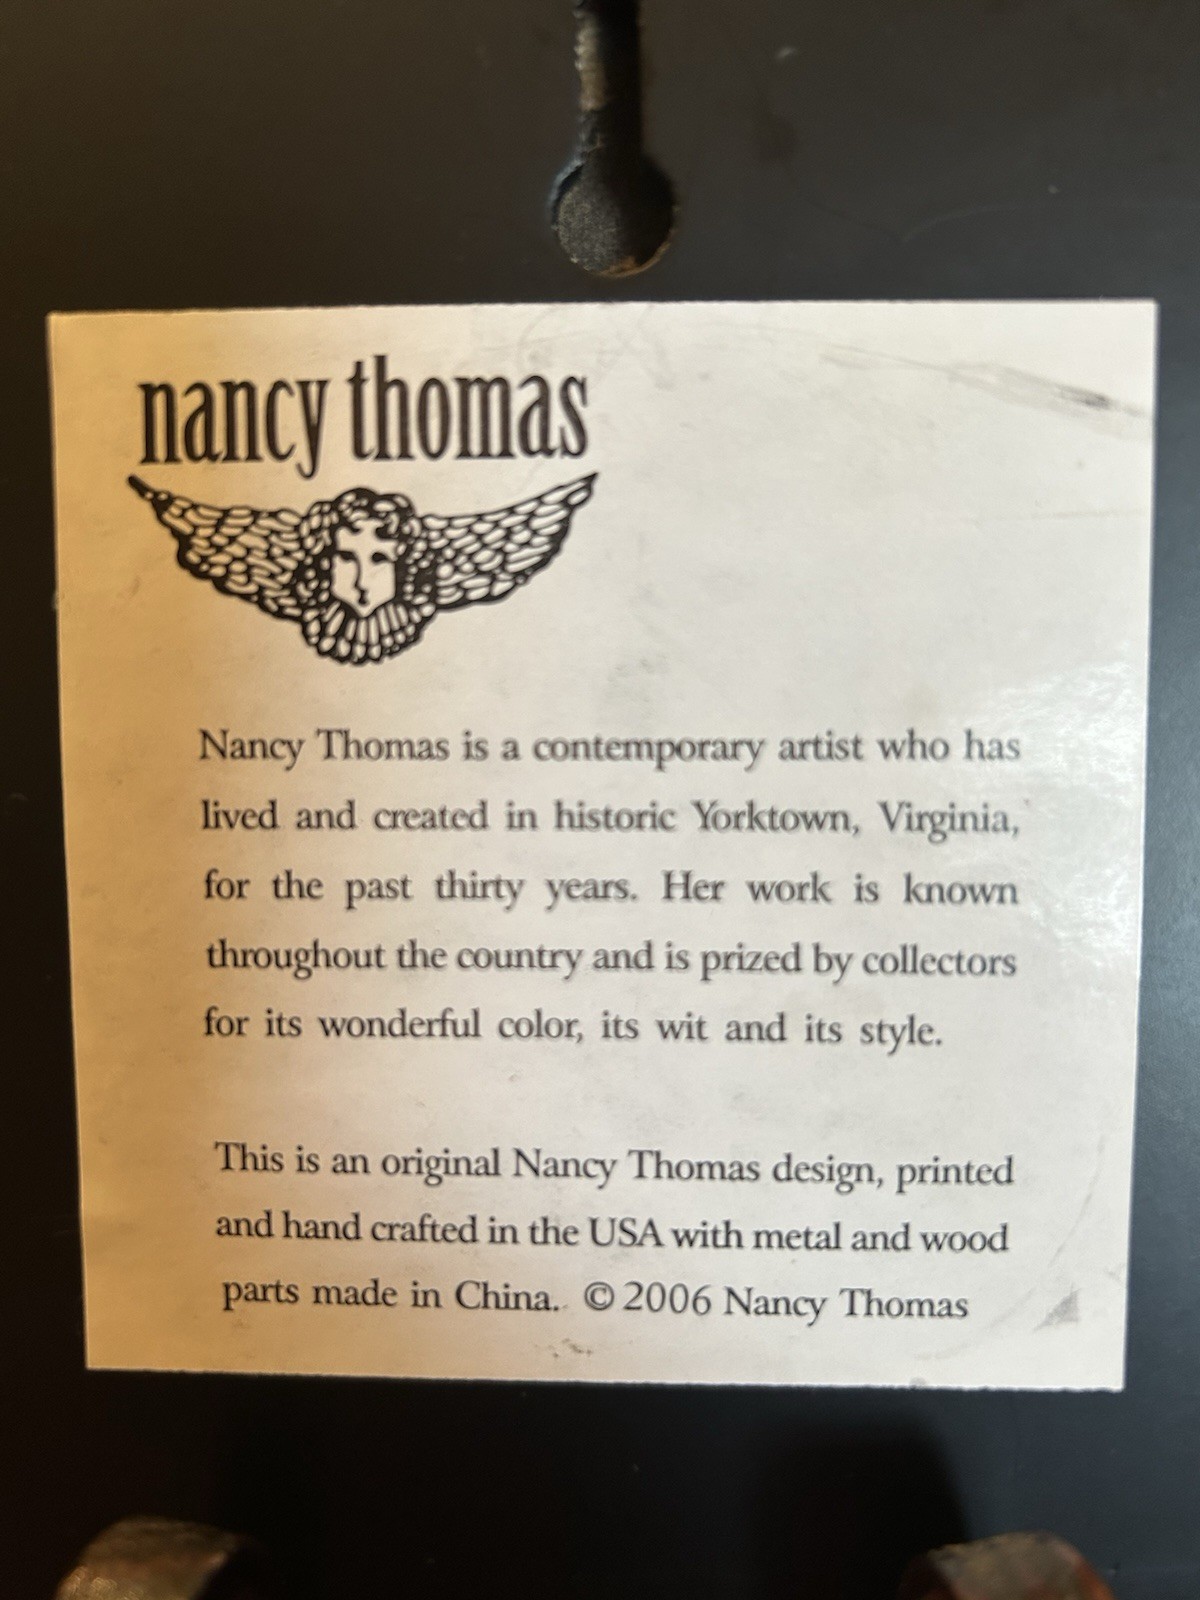 nancy thomas
Nancy Thomas is a contemporary artist who has
lived and created in historic Yorktown, Virginia,
for the past thirty years. Her work is known
throughout the country and is prized by collectors
for its wonderful color, its wit and its style.
This is an original Nancy Thomas design, printed
and hand crafted in the USA with metal and wood
parts made in China. © 2006 Nancy Thomas